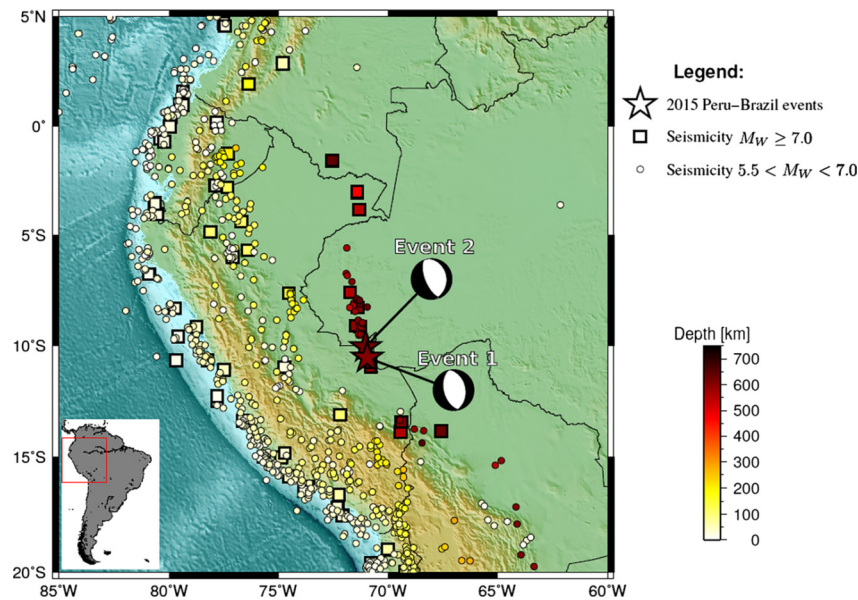 5°N
0°
5°S
10°S
15°S
20°S
85°W
80°W
75°W
70°W
65°W
60°W
Event 2
Event 1
Legend:
2015 Peru–Brazil events
Seismicity M_W ≥ 7.0
Seismicity 5.5 < M_W < 7.0
Depth [km]
700
600
500
400
300
200
100
0